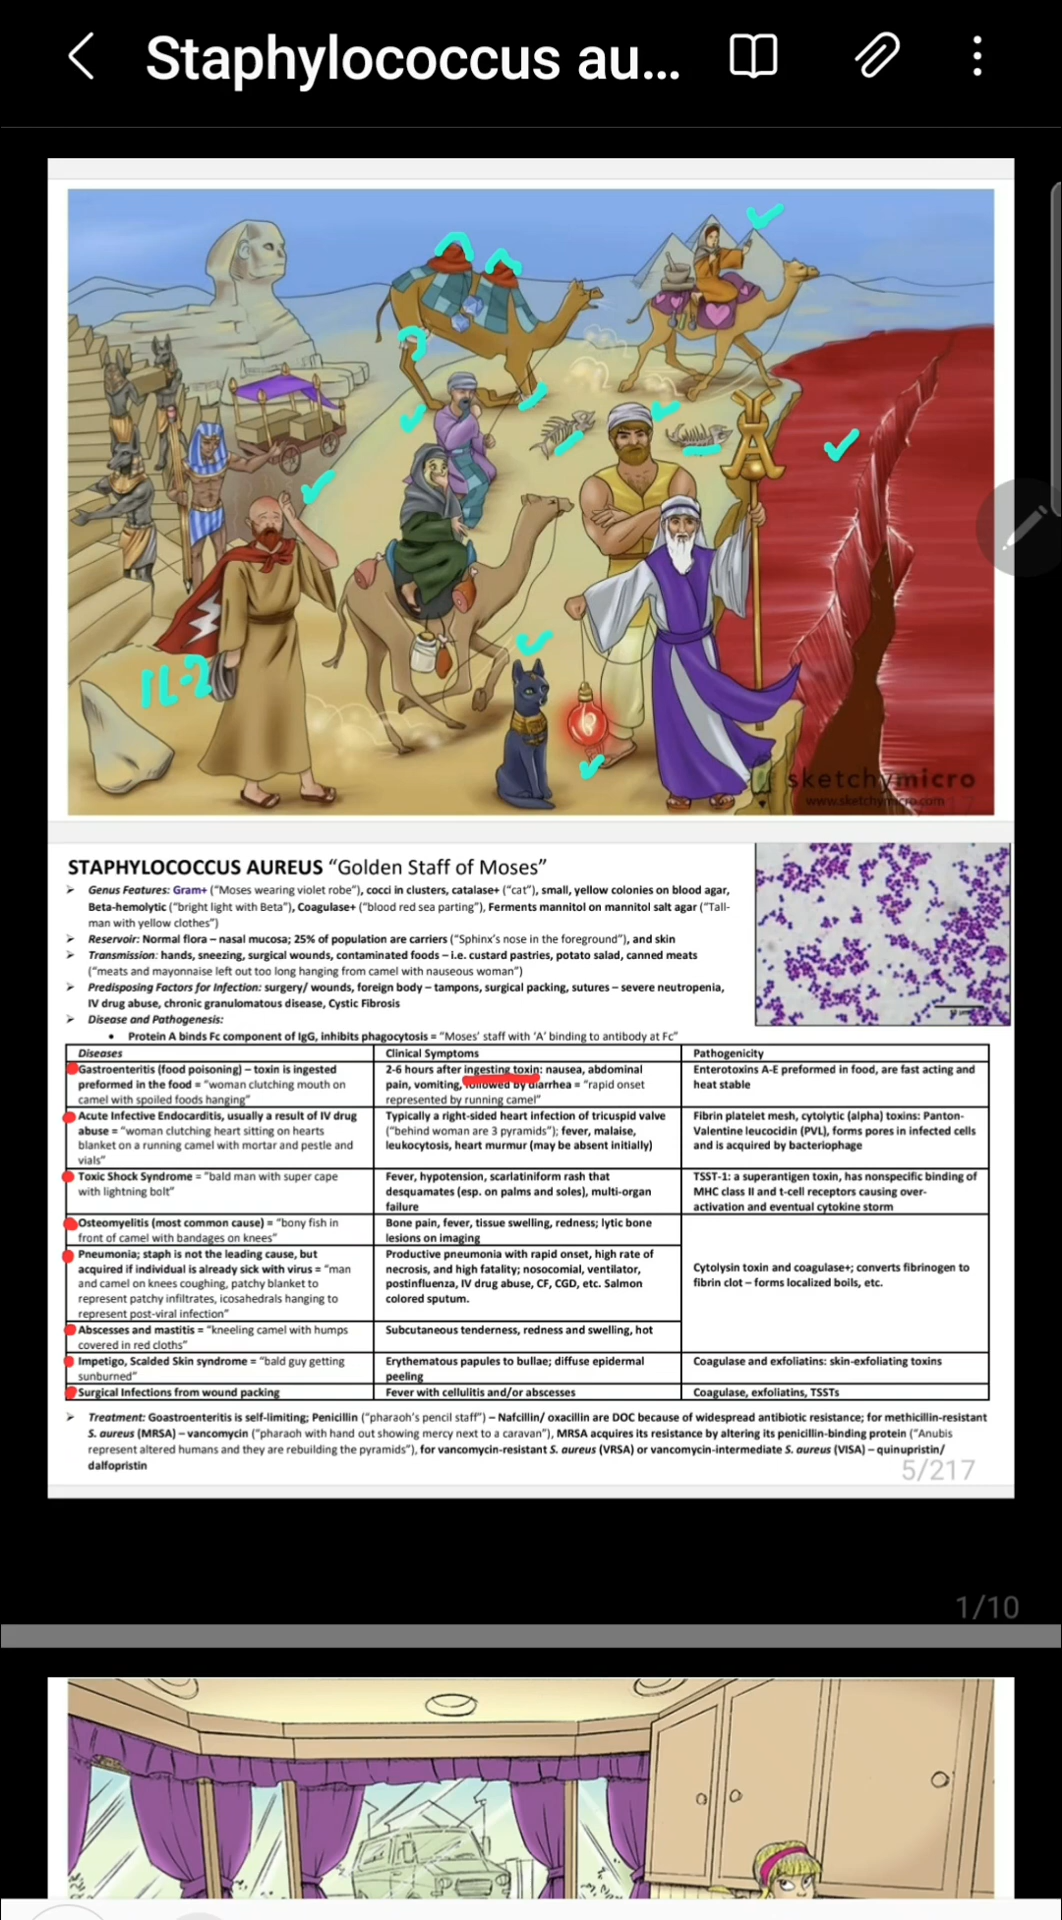 Staphylococcus au...
IL-2
A
B
sketchymicro
www.sketchymicro.com
STAPHYLOCOCCUS AUREUS “Golden Staff of Moses”
➤ Genus Features: Gram+ (“Moses wearing violet robe”), cocci in clusters, catalase+ (“cat”), small, yellow colonies on blood agar,
Beta-hemolytic (“bright light with Beta”), Coagulase+ (“blood red sea parting”), Ferments mannitol on mannitol salt agar (“Tall-
man with yellow clothes”)
➤ Reservoir: Normal flora – nasal mucosa; 25% of population are carriers (“Sphinx’s nose in the foreground”), and skin
➤ Transmission: hands, sneezing, surgical wounds, contaminated foods – i.e. custard pastries, potato salad, canned meats
(“meats and mayonnaise left out too long hanging from camel with nauseous woman”)
➤ Predisposing Factors for Infection: surgery/ wounds, foreign body – tampons, surgical packing, sutures – severe neutropenia,
IV drug abuse, chronic granulomatous disease, Cystic Fibrosis
➤ Disease and Pathogenesis:
• Protein A binds Fc component of IgG, inhibits phagocytosis = “Moses’ staff with ‘A’ binding to antibody at Fc”
Diseases Clinical Symptoms Pathogenicity
Gastroenteritis (food poisoning) – toxin is ingested 2-6 hours after ingesting toxin: nausea, abdominal Enterotoxins A-E preformed in food, are fast acting and
preformed in the food = “woman clutching mouth on pain, vomiting, followed by diarrhea = “rapid onset heat stable
camel with spoiled foods hanging” represented by running camel”
Acute Infective Endocarditis, usually a result of IV drug Typically a right-sided heart infection of tricuspid valve Fibrin platelet mesh, cytolytic (alpha) toxins: Panton-
abuse = “woman clutching heart sitting on hearts (“behind woman are 3 pyramids”); fever, malaise, Valentine leucocidin (PVL), forms pores in infected cells
blanket on a running camel with mortar and pestle and leukocytosis, heart murmur (may be absent initially) and is acquired by bacteriophage
vials”
Toxic Shock Syndrome = “bald man with super cape Fever, hypotension, scarlatiniform rash that TSST-1: a superantigen toxin, has nonspecific binding of
with lightning bolt” desquamates (esp. on palms and soles), multi-organ MHC class II and t-cell receptors causing over-
failure activation and eventual cytokine storm
Osteomyelitis (most common cause) = “bony fish in Bone pain, fever, tissue swelling, redness; lytic bone
front of camel with bandages on knees” lesions on imaging
Pneumonia; staph is not the leading cause, but Productive pneumonia with rapid onset, high rate of Cytolysin toxin and coagulase+; converts fibrinogen to
acquired if individual is already sick with virus = “man necrosis, and high fatality; nosocomial, ventilator, fibrin clot – forms localized boils, etc.
and camel on knees coughing, patchy blanket to postinfluenza, IV drug abuse, CF, CGD, etc. Salmon
represent patchy infiltrates, icosahedrals hanging to colored sputum.
represent post-viral infection”
Abscesses and mastitis = “kneeling camel with humps Subcutaneous tenderness, redness and swelling, hot
covered in red cloths”
Impetigo, Scalded Skin syndrome = “bald guy getting Erythematous papules to bullae; diffuse epidermal Coagulase and exfoliatins: skin-exfoliating toxins
sunburned” peeling
Surgical Infections from wound packing Fever with cellulitis and/or abscesses Coagulase, exfoliatins, TSSTs
➤ Treatment: Goastroenteritis is self-limiting; Penicillin (“pharaoh’s pencil staff”) – Nafcillin/ oxacillin are DOC because of widespread antibiotic resistance; for methicillin-resistant
S. aureus (MRSA) – vancomycin (“pharaoh with hand out showing mercy next to a caravan”), MRSA acquires its resistance by altering its penicillin-binding protein (“Anubis
represent altered humans and they are rebuilding the pyramids”), for vancomycin-resistant S. aureus (VRSA) or vancomycin-intermediate S. aureus (VISA) – quinupristin/
dalfopristin
5/217
1/10